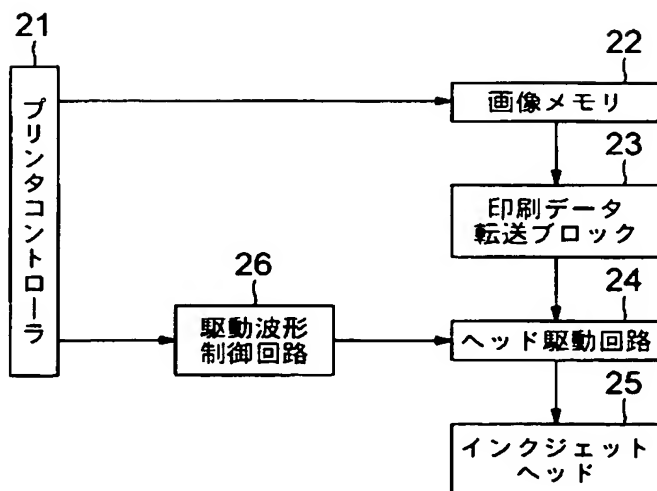 21
プリンタコントローラ
22
画像メモリ
23
印刷データ
転送ブロック
26
駆動波形
制御回路
24
ヘッド駆動回路
25
インクジェット
ヘッド